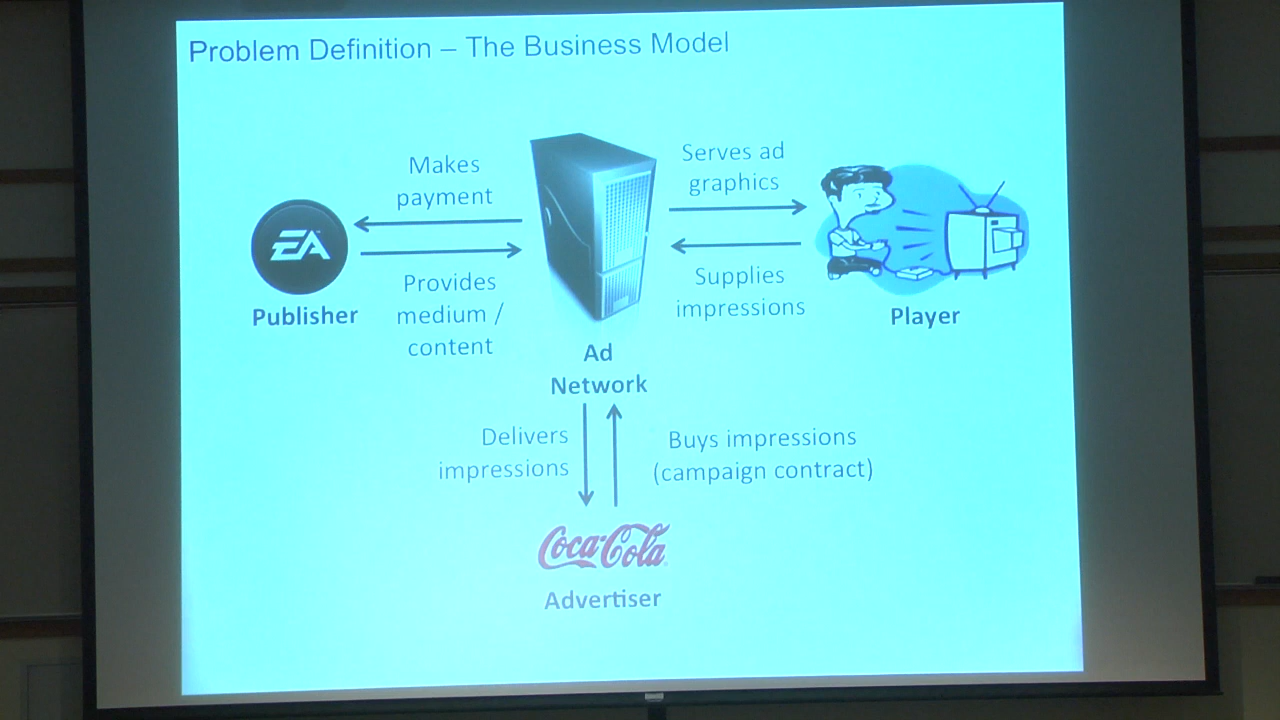 Problem Definition – The Business Model
Makes
payment
Serves ad
graphics
EA
Provides
medium /
content
Supplies
impressions
Publisher
Player
Ad
Network
Delivers
impressions
Buys impressions
(campaign contract)
Coca-Cola
Advertiser